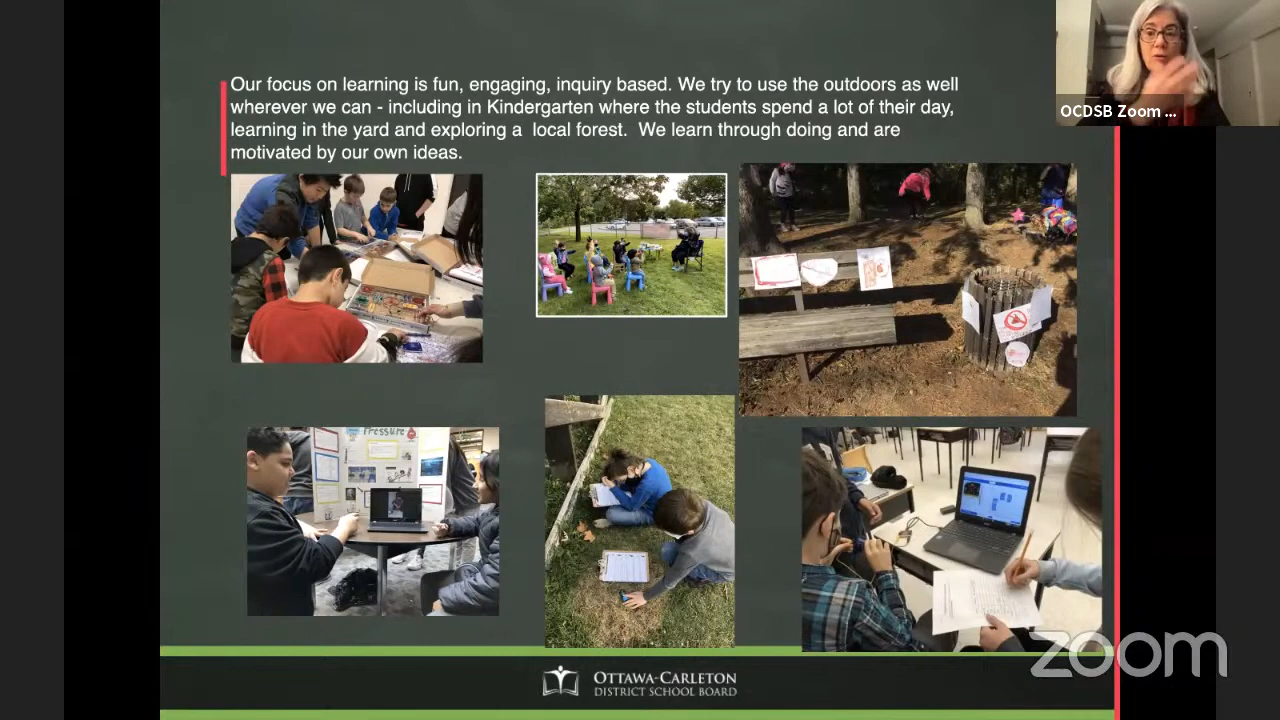 Our focus on learning is fun, engaging, inquiry based. We try to use the outdoors as well
wherever we can - including in Kindergarten where the students spend a lot of their day,
learning in the yard and exploring a local forest. We learn through doing and are
motivated by our own ideas.
OCDSB Zoom ...
Pressure
OTTAWA-CARLETON
DISTRICT SCHOOL BOARD
zoom